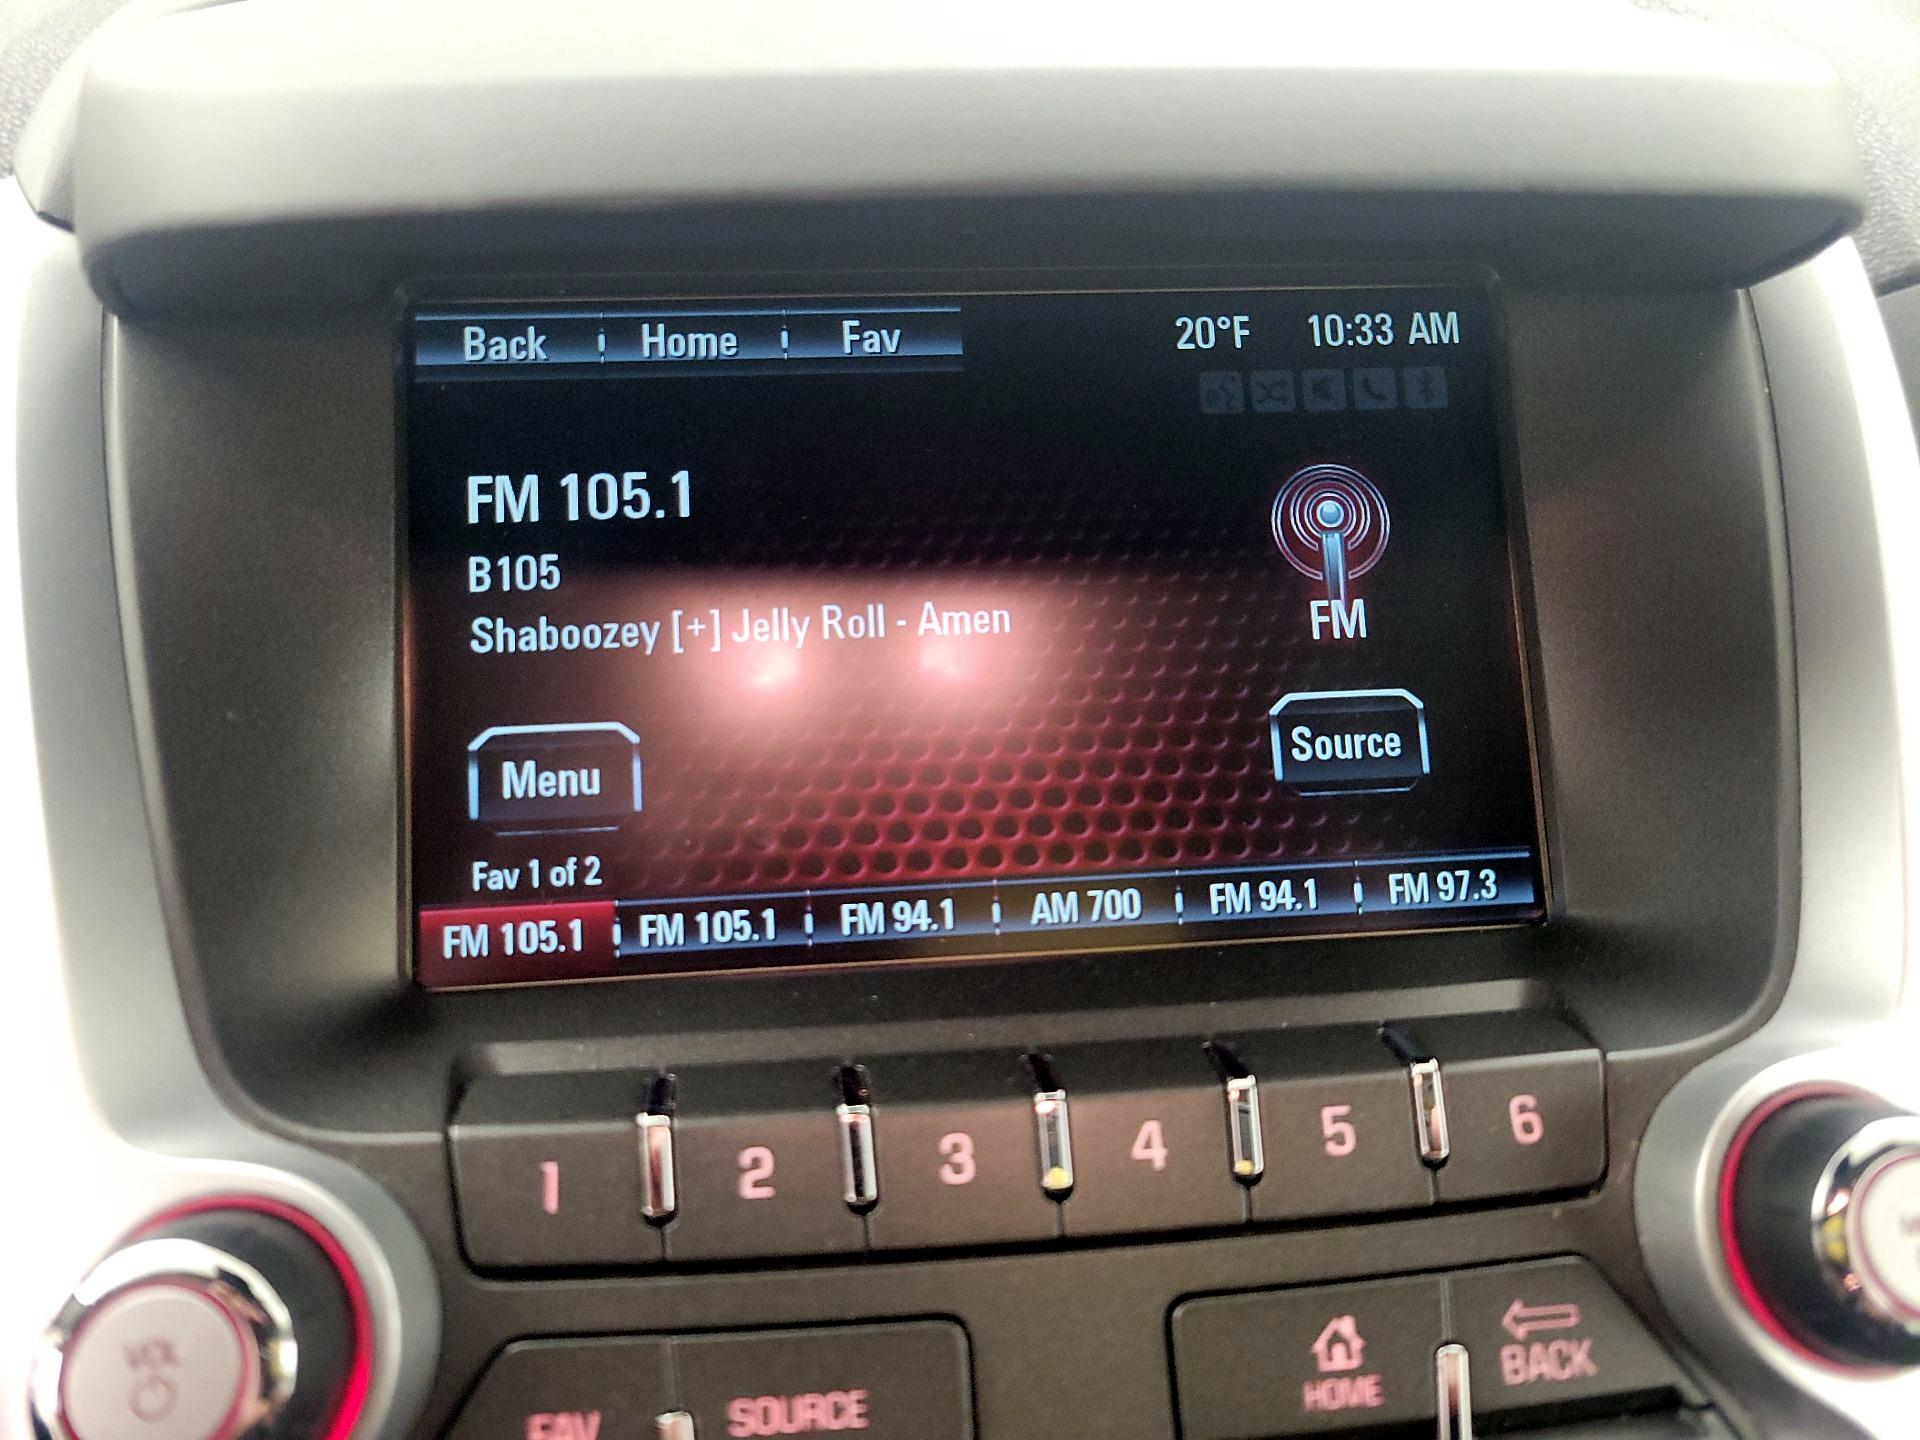 Back Home Fav 20°F 10:33 AM
FM 105.1
B105
Shaboozey [+] Jelly Roll - Amen
FM
Menu
Source
Fav 1 of 2
FM 105.1 FM 105.1 FM 94.1 AM 700 FM 94.1 FM 97.3
1 2 3 4 5 6
VOL
FAV SOURCE
HOME BACK